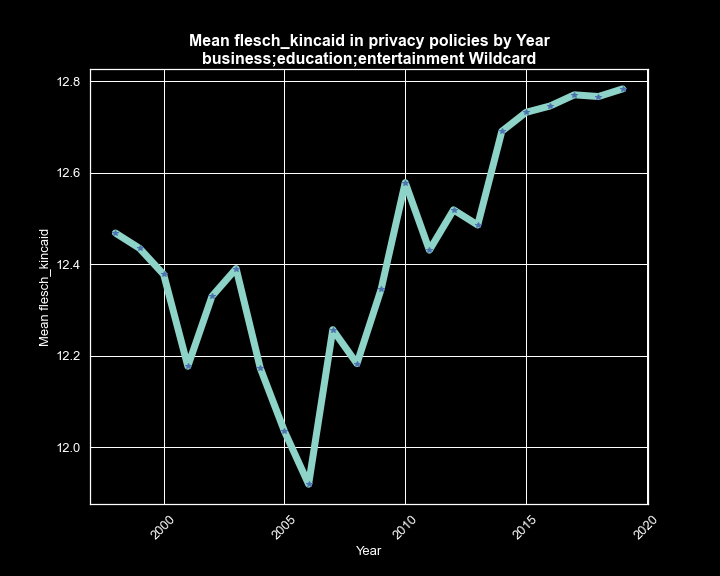 Mean flesch_kincaid in privacy policies by Year
business;education;entertainment Wildcard
12.8
12.6
12.4
12.2
12.0
Mean flesch_kincaid
2000
2005
2010
2015
2020
Year